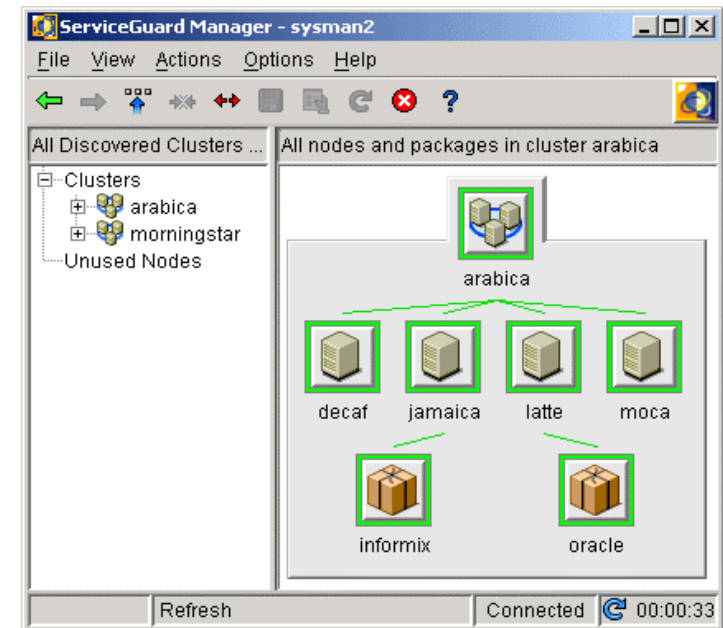 ServiceGuard Manager - sysman2
File View Actions Options Help
?
All Discovered Clusters ...
All nodes and packages in cluster arabica
Clusters
arabica
morningstar
Unused Nodes
arabica
decaf jamaica latte moca
informix oracle
Refresh Connected 00:00:33